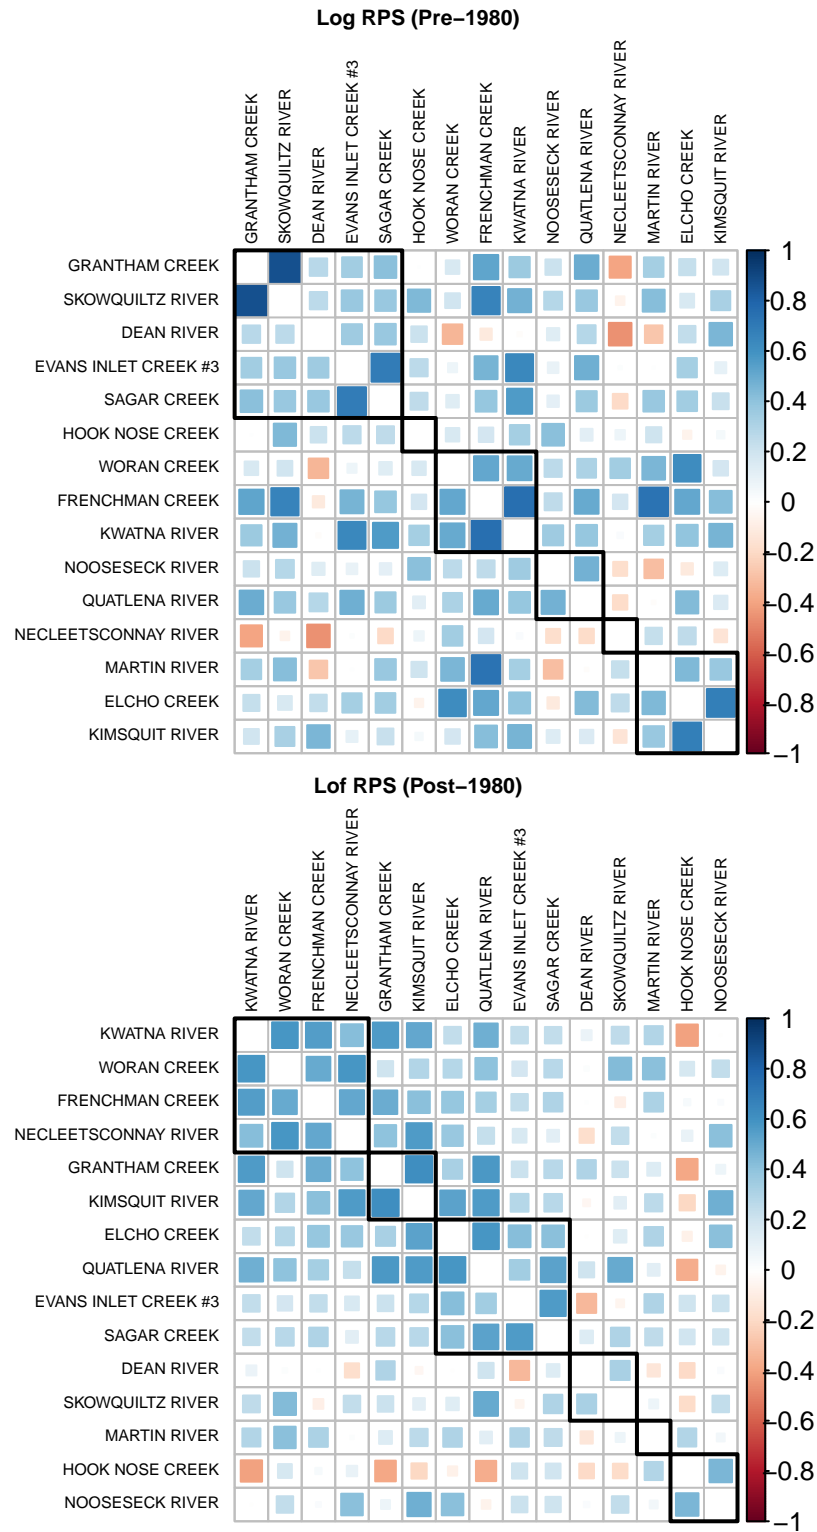 Log RPS (Pre−1980)
GRANTHAM CREEK
SKOWQUILTZ RIVER
DEAN RIVER
EVANS INLET CREEK #3
SAGAR CREEK
HOOK NOSE CREEK
WORAN CREEK
FRENCHMAN CREEK
KWATNA RIVER
NOOSESECK RIVER
QUATLENA RIVER
NECLEETSCONNAY RIVER
MARTIN RIVER
ELCHO CREEK
KIMSQUIT RIVER
GRANTHAM CREEK
SKOWQUILTZ RIVER
DEAN RIVER
EVANS INLET CREEK #3
SAGAR CREEK
HOOK NOSE CREEK
WORAN CREEK
FRENCHMAN CREEK
KWATNA RIVER
NOOSESECK RIVER
QUATLENA RIVER
NECLEETSCONNAY RIVER
MARTIN RIVER
ELCHO CREEK
KIMSQUIT RIVER
1
0.8
0.6
0.4
0.2
0
−0.2
−0.4
−0.6
−0.8
−1
Lof RPS (Post−1980)
KWATNA RIVER
WORAN CREEK
FRENCHMAN CREEK
NECLEETSCONNAY RIVER
GRANTHAM CREEK
KIMSQUIT RIVER
ELCHO CREEK
QUATLENA RIVER
EVANS INLET CREEK #3
SAGAR CREEK
DEAN RIVER
SKOWQUILTZ RIVER
MARTIN RIVER
HOOK NOSE CREEK
NOOSESECK RIVER
KWATNA RIVER
WORAN CREEK
FRENCHMAN CREEK
NECLEETSCONNAY RIVER
GRANTHAM CREEK
KIMSQUIT RIVER
ELCHO CREEK
QUATLENA RIVER
EVANS INLET CREEK #3
SAGAR CREEK
DEAN RIVER
SKOWQUILTZ RIVER
MARTIN RIVER
HOOK NOSE CREEK
NOOSESECK RIVER
1
0.8
0.6
0.4
0.2
0
−0.2
−0.4
−0.6
−0.8
−1